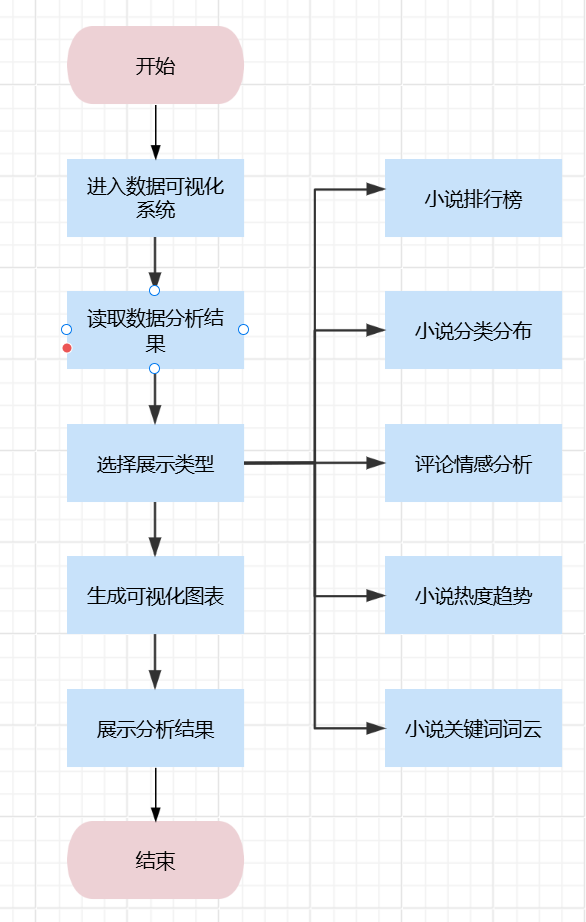 开始
进入数据可视化
系统
读取数据分析结
果
选择展示类型
生成可视化图表
展示分析结果
结束
小说排行榜
小说分类分布
评论情感分析
小说热度趋势
小说关键词词云